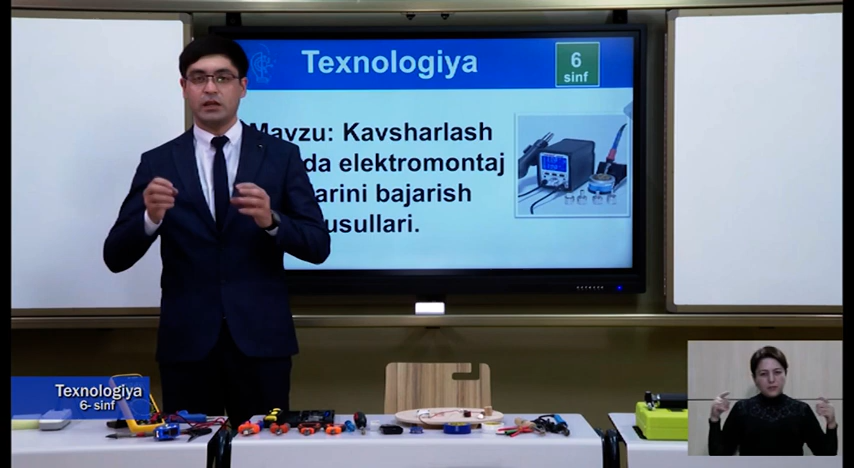 Texnologiya
6
sinf
Mavzu: Kavsharlash
elektromontaj
bajarish
usullari.
Texnologiya
6- sinf